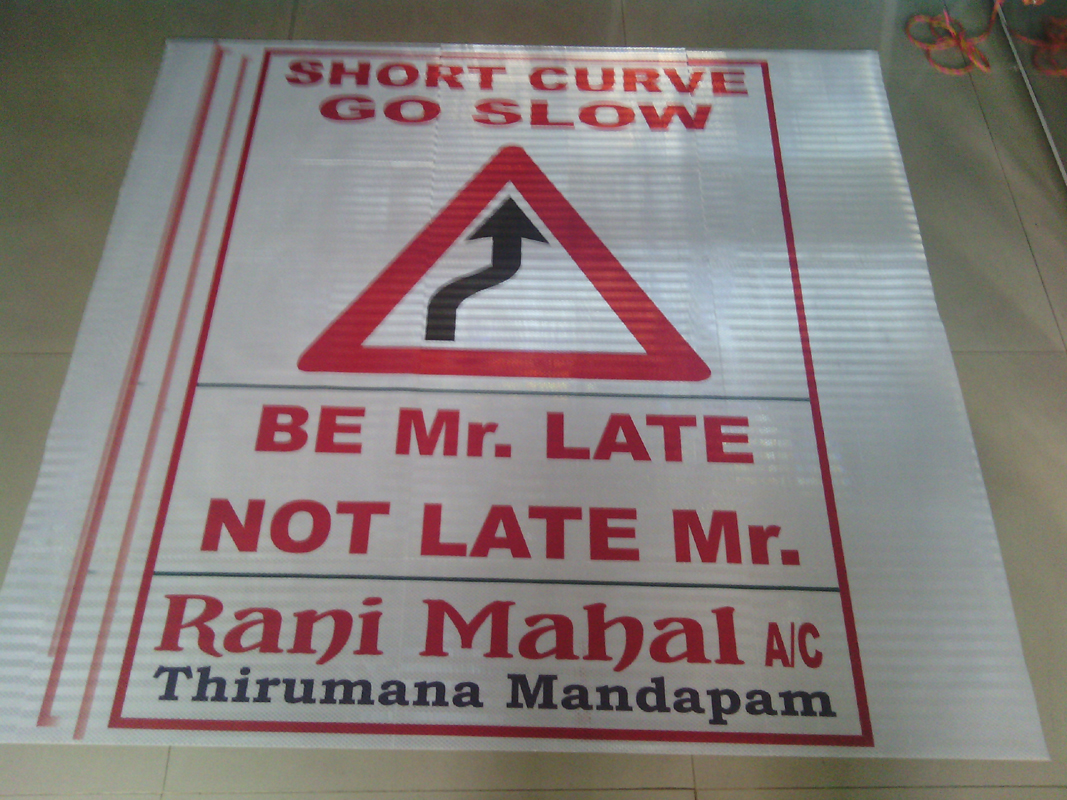 SHORT CURVE
GO SLOW
BE Mr. LATE
NOT LATE Mr.
Rani Mahal A/C
Thirumana Mandapam